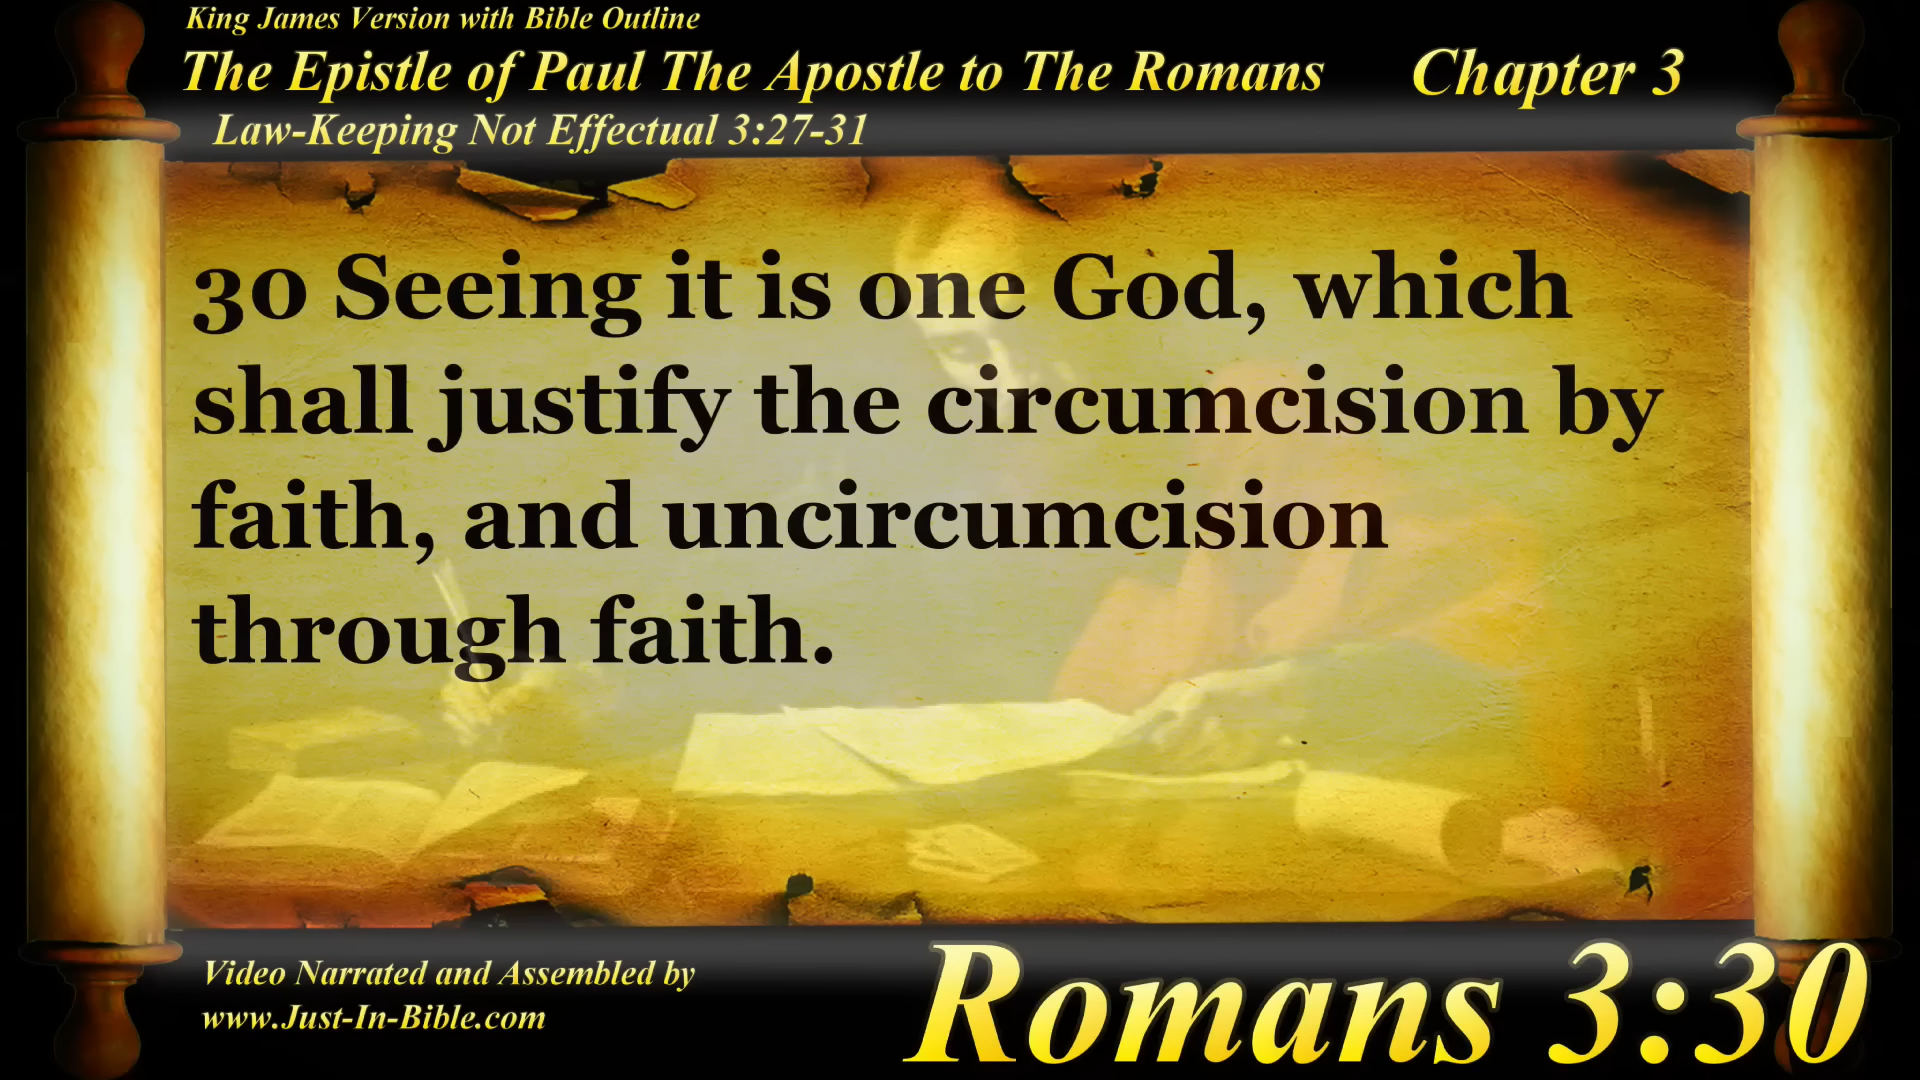 King James Version with Bible Outline
The Epistle of Paul The Apostle to The Romans Chapter 3
Law-Keeping Not Effectual 3:27-31
30 Seeing it is one God, which
shall justify the circumcision by
faith, and uncircumcision
through faith.
Video Narrated and Assembled by
www.Just-In-Bible.com
Romans 3:30